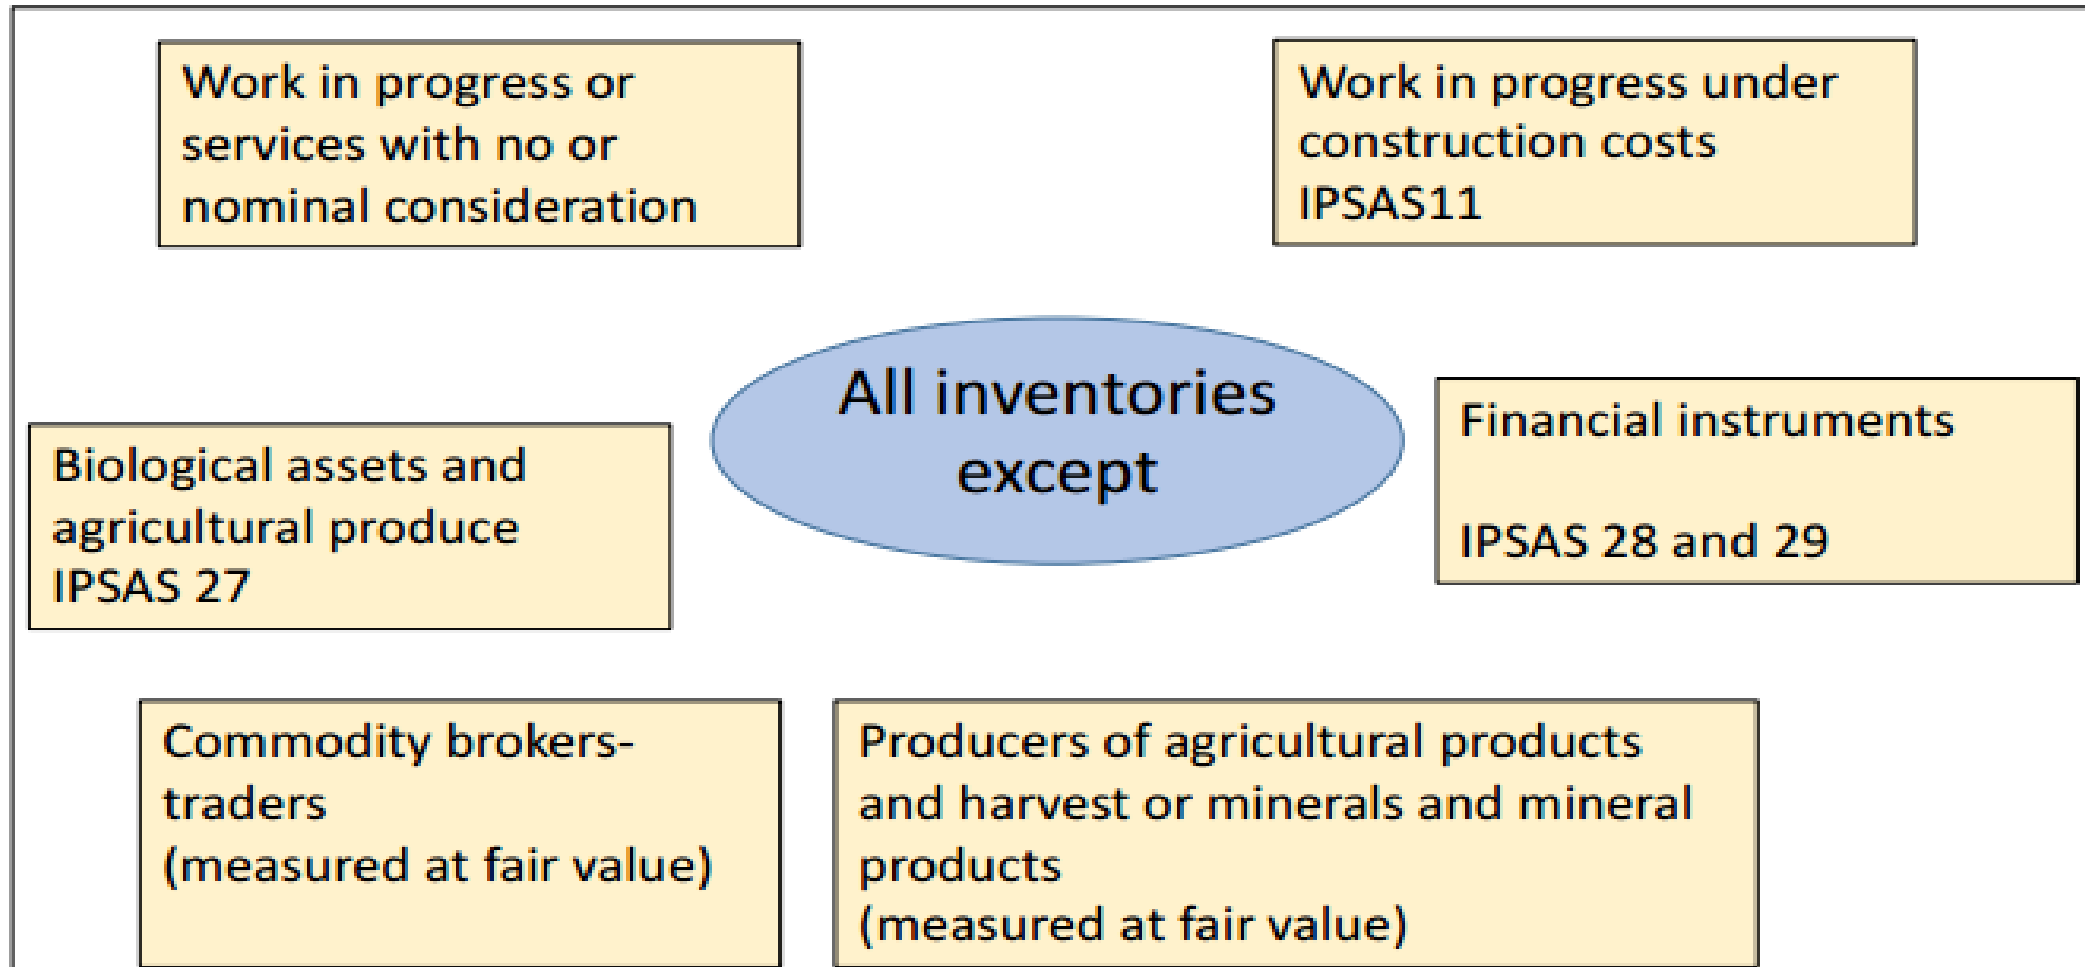 Work in progress or
services with no or
nominal consideration
Work in progress under
construction costs
IPSAS11
All inventories
except
Biological assets and
agricultural produce
IPSAS 27
Financial instruments
IPSAS 28 and 29
Commodity brokers-
traders
(measured at fair value)
Producers of agricultural products
and harvest or minerals and mineral
products
(measured at fair value)